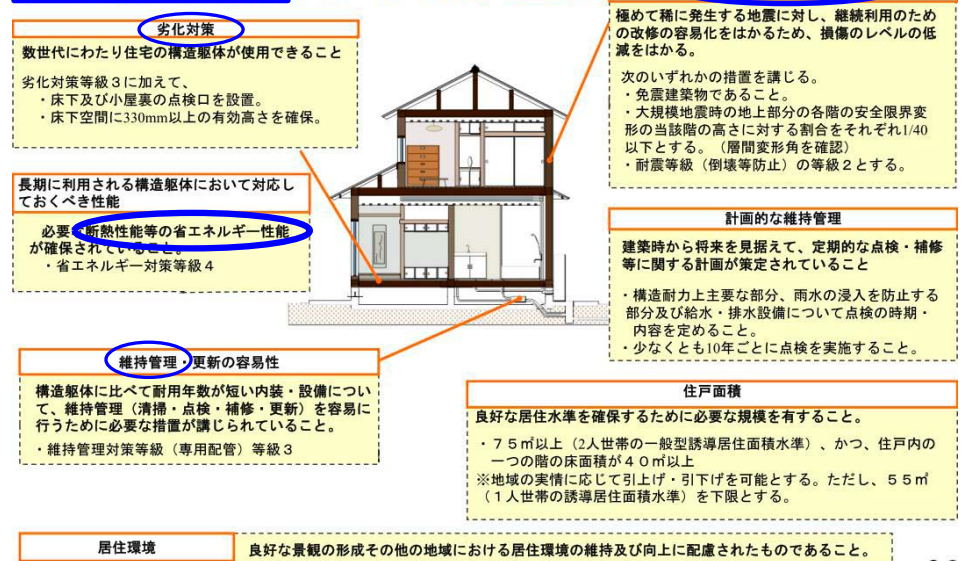 劣化対策
数世代にわたり住宅の構造躯体が使用できること
劣化対策等級３に加えて、
・床下及び小屋裏の点検口を設置。
・床下空間に330mm以上の有効高さを確保。
極めて稀に発生する地震に対し、継続利用のため
の改修の容易化をはかるため、損傷のレベルの低
減をはかる。
次のいずれかの措置を講じる。
・免震建築物であること。
・大規模地震時の地上部分の各階の安全限界変
形の当該階の高さに対する割合をそれぞれ1/40
以下とする。（層間変形角を確認）
・耐震等級（倒壊等防止）の等級２とする。
長期に利用される構造躯体において対応し
ておくべき性能
必要な断熱性能等の省エネルギー性能
が確保されていること。
・省エネルギー対策等級４
計画的な維持管理
建築時から将来を見据えて、定期的な点検・補修
等に関する計画が策定されていること
・構造耐力上主要な部分、雨水の浸入を防止する
部分及び給水・排水設備について点検の時期・
内容を定めること。
・少なくとも10年ごとに点検を実施すること。
維持管理・更新の容易性
構造躯体に比べて耐用年数が短い内装・設備につい
て、維持管理（清掃・点検・補修・更新）を容易に
行うために必要な措置が講じられていること。
・維持管理対策等級（専用配管）等級３
住戸面積
良好な居住水準を確保するために必要な規模を有すること。
・７５㎡以上（2人世帯の一般型誘導居住面積水準）、かつ、住戸内の
一つの階の床面積が４０㎡以上
※地域の実情に応じて引上げ・引下げを可能とする。ただし、５５㎡
（１人世帯の誘導居住面積水準）を下限とする。
居住環境
良好な景観の形成その他の地域における居住環境の維持及び向上に配慮されたものであること。